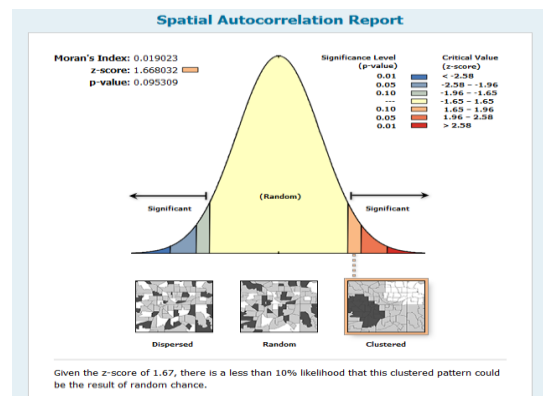 Spatial Autocorrelation Report
Moran's Index: 0.019023
z-score: 1.668032
p-value: 0.095309
Significance Level
(p-value)
Critical Value
(z-score)
0.01 < -2.58
0.05 -2.58 - -1.96
0.10 -1.96 - -1.65
--- -1.65 - 1.65
0.10 1.65 - 1.96
0.05 1.96 - 2.58
0.01 > 2.58
(Random)
Significant
Significant
Dispersed
Random
Clustered
Given the z-score of 1.67, there is a less than 10% likelihood that this clustered pattern could
be the result of random chance.